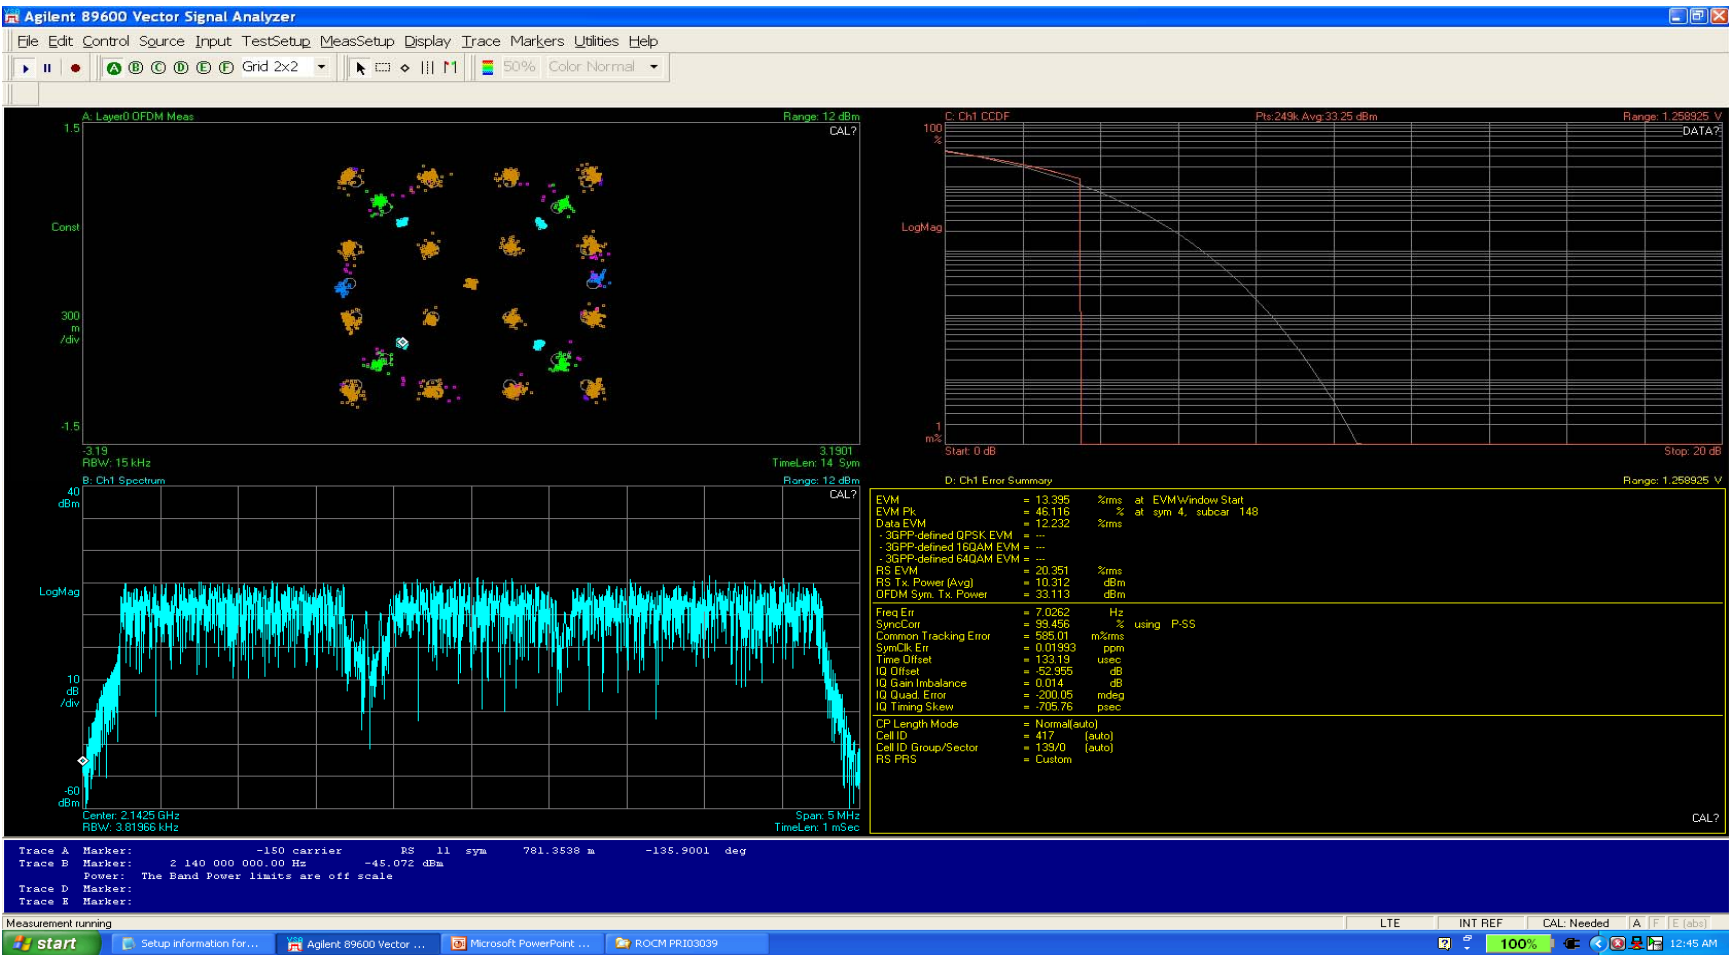 Agilent 89600 Vector Signal Analyzer
File Edit Control Source Input TestSetup MeasSetup Display Trace Markers Utilities Help
A B C D E F Grid 2x2 50% Color Normal
A: Layer0 OFDM Meas Range: 12 dBm
1.5 CAL?
Const
300
m
/div
-1.5
-3.19 3.1901
RBW: 15 kHz TimeLen: 14 Sym
C: Ch1 CCDF Pts:249k Avg:33.25 dBm Range: 1.258925 V
100 DATA?
%
LogMag
1
m%
Start: 0 dB Stop: 20 dB
B: Ch1 Spectrum Range: 12 dBm
40 CAL?
dBm
LogMag
10
dB
/div
-60
dBm
Center: 2.1425 GHz Span: 5 MHz
RBW: 3.81966 kHz TimeLen: 1 mSec
D: Ch1 Error Summary Range: 1.258925 V
EVM = 13.395 %rms at EVMWindow Start
EVM Pk = 46.116 % at sym 4, subcar 148
Data EVM = 12.232 %rms
- 3GPP-defined QPSK EVM = ---
- 3GPP-defined 16QAM EVM = ---
- 3GPP-defined 64QAM EVM = ---
RS EVM = 20.351 %rms
RS Tx. Power (Avg) = 10.312 dBm
OFDM Sym. Tx. Power = 33.113 dBm
Freq Err = 7.0262 Hz
SyncCorr = 99.456 % using P-SS
Common Tracking Error = 585.01 m%rms
SymClk Err = 0.01993 ppm
Time Offset = 133.19 usec
IQ Offset = -52.955 dB
IQ Gain Imbalance = 0.014 dB
IQ Quad. Error = -200.05 mdeg
IQ Timing Skew = -705.76 psec
CP Length Mode = Normal(auto)
Cell ID = 417 (auto)
Cell ID Group/Sector = 139/0 (auto)
RS PRS = Custom
CAL?
Trace A Marker: -150 carrier RS 11 sym 781.3538 m -135.9001 deg
Trace B Marker: 2 140 000 000.00 Hz -45.072 dBm
Power: The Band Power limits are off scale
Trace D Marker:
Trace E Marker:
Measurement running LTE INT REF CAL: Needed A F E (abs)
start Setup information for... Agilent 89600 Vector ... Microsoft PowerPoint ... ROCM PRI03039 100% 12:45 AM